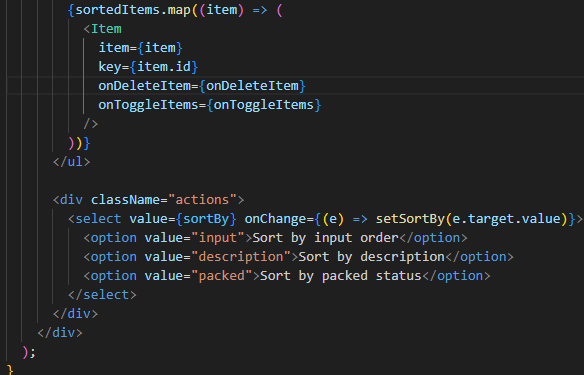 {sortedItems.map((item) => (
<Item
item={item}
key={item.id}
onDeleteItem={onDeleteItem}
onToggleItems={onToggleItems}
/>
))}
</ul>
<div className="actions">
<select value={sortBy} onChange={(e) => setSortBy(e.target.value)}>
<option value="input">Sort by input order</option>
<option value="description">Sort by description</option>
<option value="packed">Sort by packed status</option>
</select>
</div>
</div>
);
}